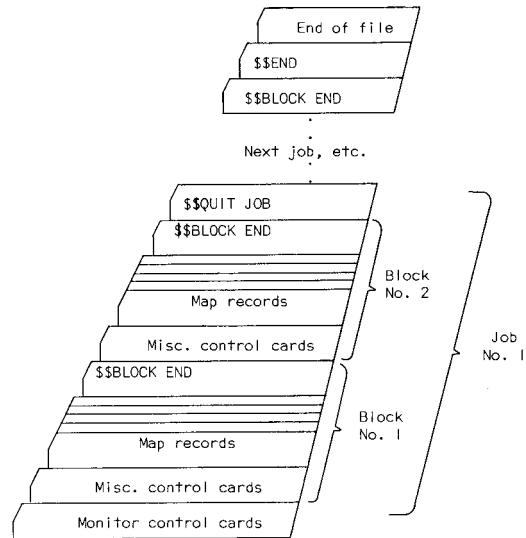 End of file
$$END
$$BLOCK END
Next job, etc.
$$QUIT JOB
$$BLOCK END
Map records
Block
No. 2
Misc. control cards
Job
No. 1
$$BLOCK END
Map records
Block
No. 1
Misc. control cards
Monitor control cards